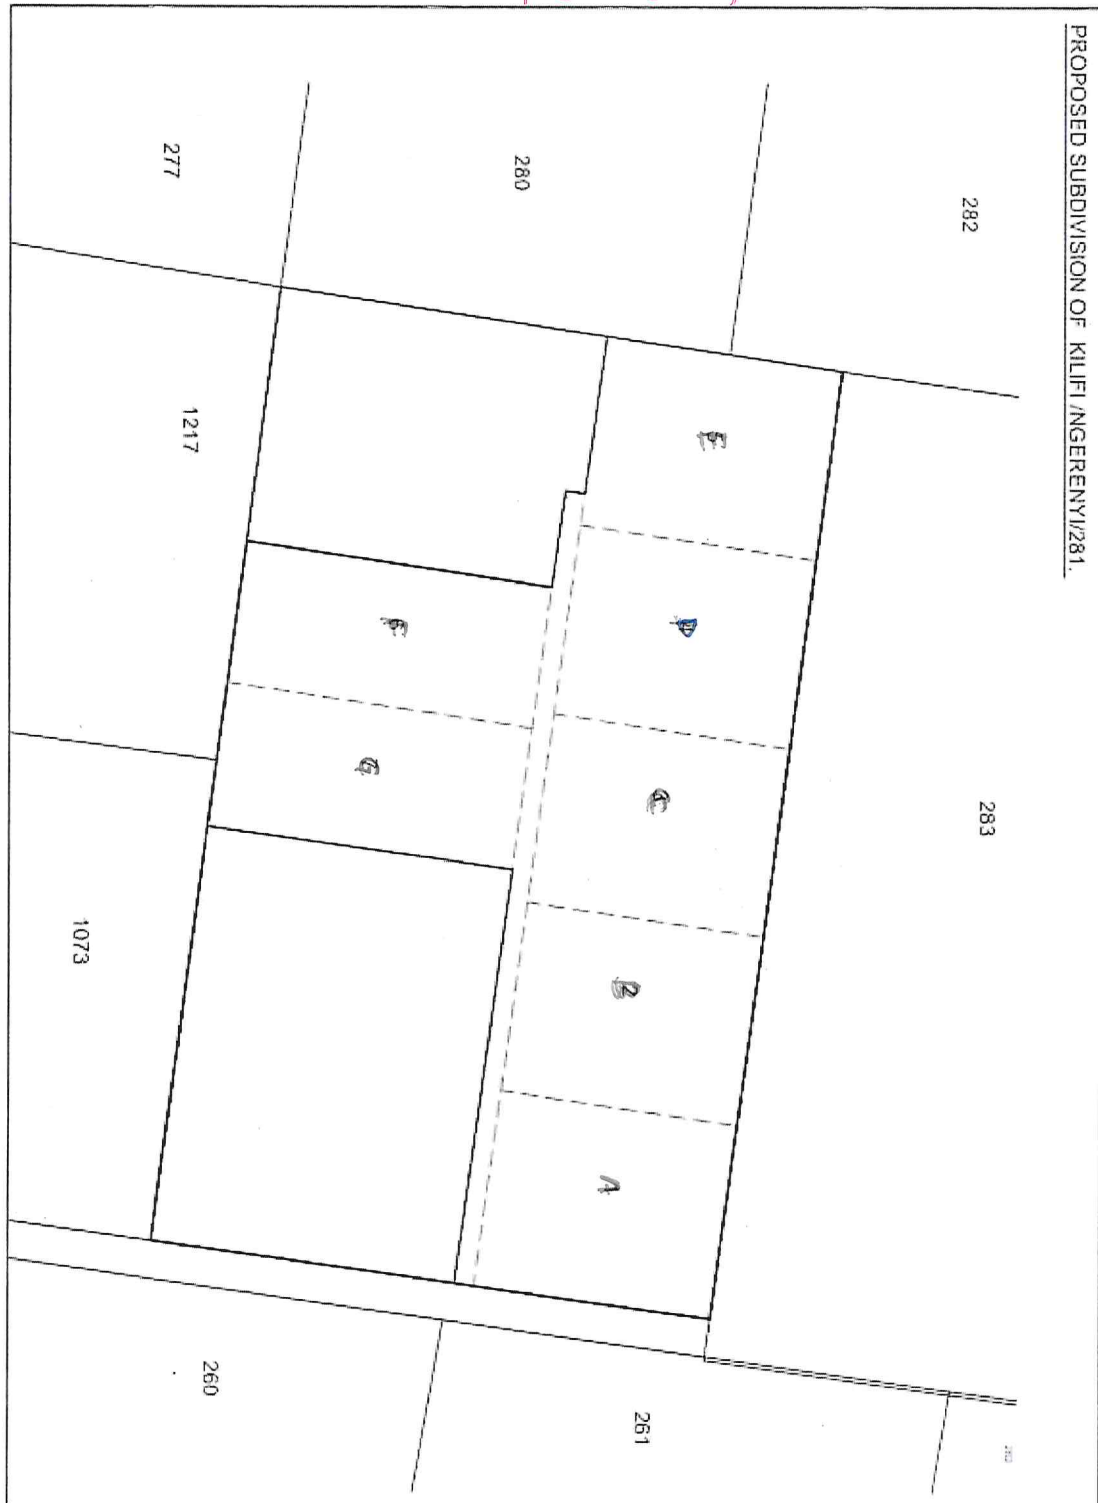 PROPOSED SUBDIVISION OF KILIFI /NGERENYI/281.
282
283
280
E
D
C
B
A
261
277
F
G
1217
1073
260